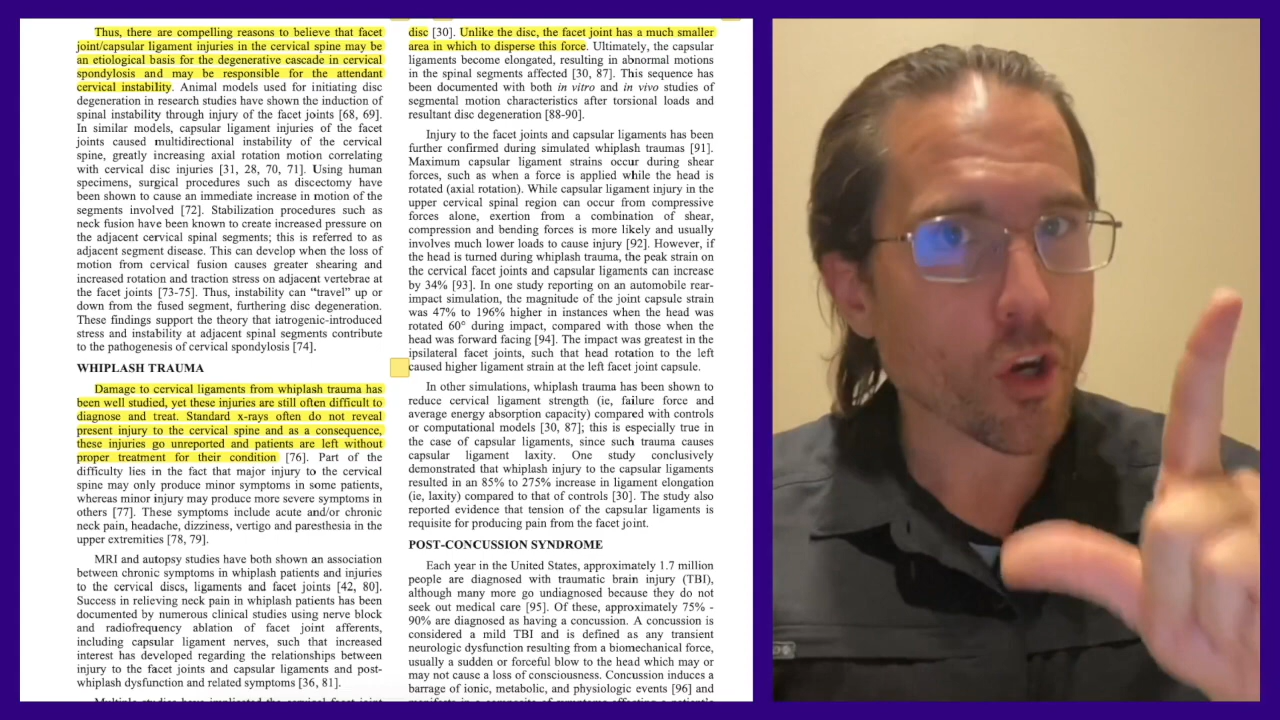 Thus, there are compelling reasons to believe that facet
joint/capsular ligament injuries in the cervical spine may be
an etiological basis for the degenerative cascade in cervical
spondylosis and may be responsible for the attendant
cervical instability. Animal models used for initiating disc
degeneration in research studies have shown the induction of
spinal instability through injury of the facet joints [68, 69].
In similar models, capsular ligament injuries of the facet
joints caused multidirectional instability of the cervical
spine, greatly increasing axial rotation motion correlating
with cervical disc injuries [31, 28, 70, 71]. Using human
specimens, surgical procedures such as discectomy have
been shown to cause an immediate increase in motion of the
segments involved [72]. Stabilization procedures such as
neck fusion have been known to create increased pressure on
the adjacent cervical spinal segments; this is referred to as
adjacent segment disease. This can develop when the loss of
motion from cervical fusion causes greater shearing and
increased rotation and traction stress on adjacent vertebrae at
the facet joints [73-75]. Thus, instability can “travel” up or
down from the fused segment, furthering disc degeneration.
These findings support the theory that iatrogenic-introduced
stress and instability at adjacent spinal segments contribute
to the pathogenesis of cervical spondylosis [74].
WHIPLASH TRAUMA
Damage to cervical ligaments from whiplash trauma has
been well studied, yet these injuries are still often difficult to
diagnose and treat. Standard x-rays often do not reveal
present injury to the cervical spine and as a consequence,
these injuries go unreported and patients are left without
proper treatment for their condition [76]. Part of the
difficulty lies in the fact that major injury to the cervical
spine may only produce minor symptoms in some patients,
whereas minor injury may produce more severe symptoms in
others [77]. These symptoms include acute and/or chronic
neck pain, headache, dizziness, vertigo and paresthesia in the
upper extremities [78, 79].
MRI and autopsy studies have both shown an association
between chronic symptoms in whiplash patients and injuries
to the cervical discs, ligaments and facet joints [42, 80].
Success in relieving neck pain in whiplash patients has been
documented by numerous clinical studies using nerve block
and radiofrequency ablation of facet joint afferents,
including capsular ligament nerves, such that increased
interest has developed regarding the relationships between
injury to the facet joints and capsular ligaments and post-
whiplash dysfunction and related symptoms [36, 81].
Multiple studies have implicated the cervical facet joint
disc [30]. Unlike the disc, the facet joint has a much smaller
area in which to disperse this force. Ultimately, the capsular
ligaments become elongated, resulting in abnormal motions
in the spinal segments affected [30, 87]. This sequence has
been documented with both in vitro and in vivo studies of
segmental motion characteristics after torsional loads and
resultant disc degeneration [88-90].
Injury to the facet joints and capsular ligaments has been
further confirmed during simulated whiplash traumas [91].
Maximum capsular ligament strains occur during shear
forces, such as when a force is applied while the head is
rotated (axial rotation). While capsular ligament injury in the
upper cervical spinal region can occur from compressive
forces alone, exertion from a combination of shear,
compression and bending forces is more likely and usually
involves much lower loads to cause injury [92]. However, if
the head is turned during whiplash trauma, the peak strain on
the cervical facet joints and capsular ligaments can increase
by 34% [93]. In one study reporting on an automobile rear-
impact simulation, the magnitude of the joint capsule strain
was 47% to 196% higher in instances when the head was
rotated 60° during impact, compared with those when the
head was forward facing [94]. The impact was greatest in the
ipsilateral facet joints, such that head rotation to the left
caused higher ligament strain at the left facet joint capsule.
In other simulations, whiplash trauma has been shown to
reduce cervical ligament strength (ie, failure force and
average energy absorption capacity) compared with controls
or computational models [30, 87]; this is especially true in
the case of capsular ligaments, since such trauma causes
capsular ligament laxity. One study conclusively
demonstrated that whiplash injury to the capsular ligaments
resulted in an 85% to 275% increase in ligament elongation
(ie, laxity) compared to that of controls [30]. The study also
reported evidence that tension of the capsular ligaments is
requisite for producing pain from the facet joint.
POST-CONCUSSION SYNDROME
Each year in the United States, approximately 1.7 million
people are diagnosed with traumatic brain injury (TBI),
although many more go undiagnosed because they do not
seek out medical care [95]. Of these, approximately 75% -
90% are diagnosed as having a concussion. A concussion is
considered a mild TBI and is defined as any transient
neurologic dysfunction resulting from a biomechanical force,
usually a sudden or forceful blow to the head which may or
may not cause a loss of consciousness. Concussion induces a
barrage of ionic, metabolic, and physiologic events [96] and